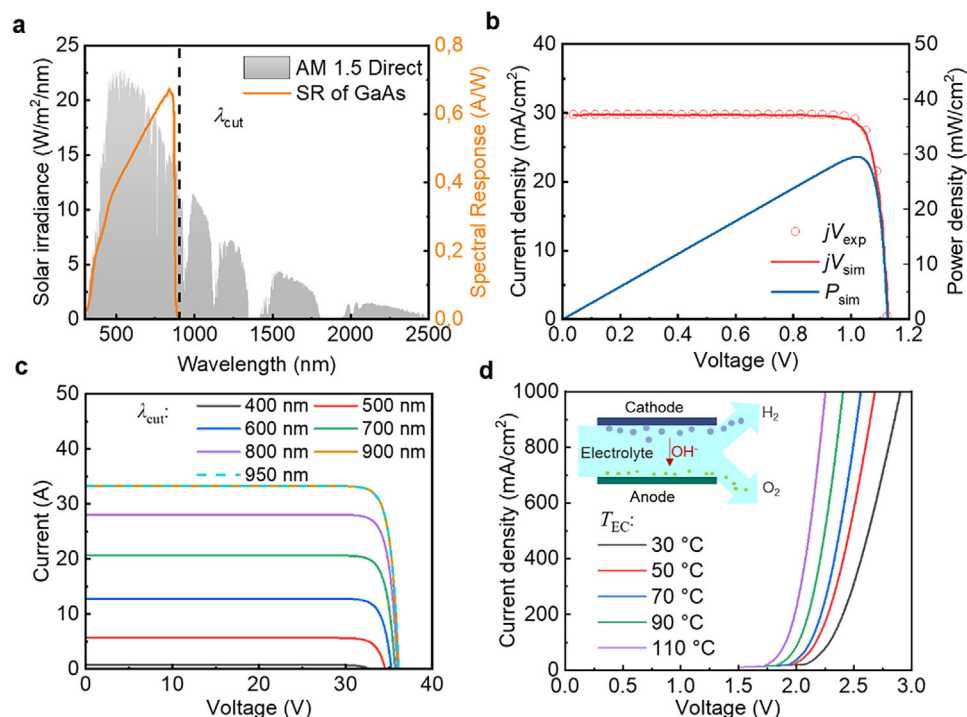 a
Solar irradiance (W/m²/nm)
25
20
15
10
5
0
AM 1.5 Direct
SR of GaAs
λcut
0,8
0,6
0,4
0,2
0,0
Spectral Response (A/W)
500 1000 1500 2000 2500
Wavelength (nm)
b
Current density (mA/cm²)
40
30
20
10
0
jVexp
jVsim
Psim
50
40
30
20
10
0
Power density (mW/cm²)
0.0 0.2 0.4 0.6 0.8 1.0 1.2
Voltage (V)
c
Current (A)
50
40
30
20
10
0
λcut:
400 nm 500 nm
600 nm 700 nm
800 nm 900 nm
950 nm
0 10 20 30 40
Voltage (V)
d
Current density (mA/cm²)
1000
800
600
400
200
0
Cathode
H₂
Electrolyte
OH⁻
Anode
O₂
TEC:
30 °C
50 °C
70 °C
90 °C
110 °C
0.0 0.5 1.0 1.5 2.0 2.5 3.0
Voltage (V)